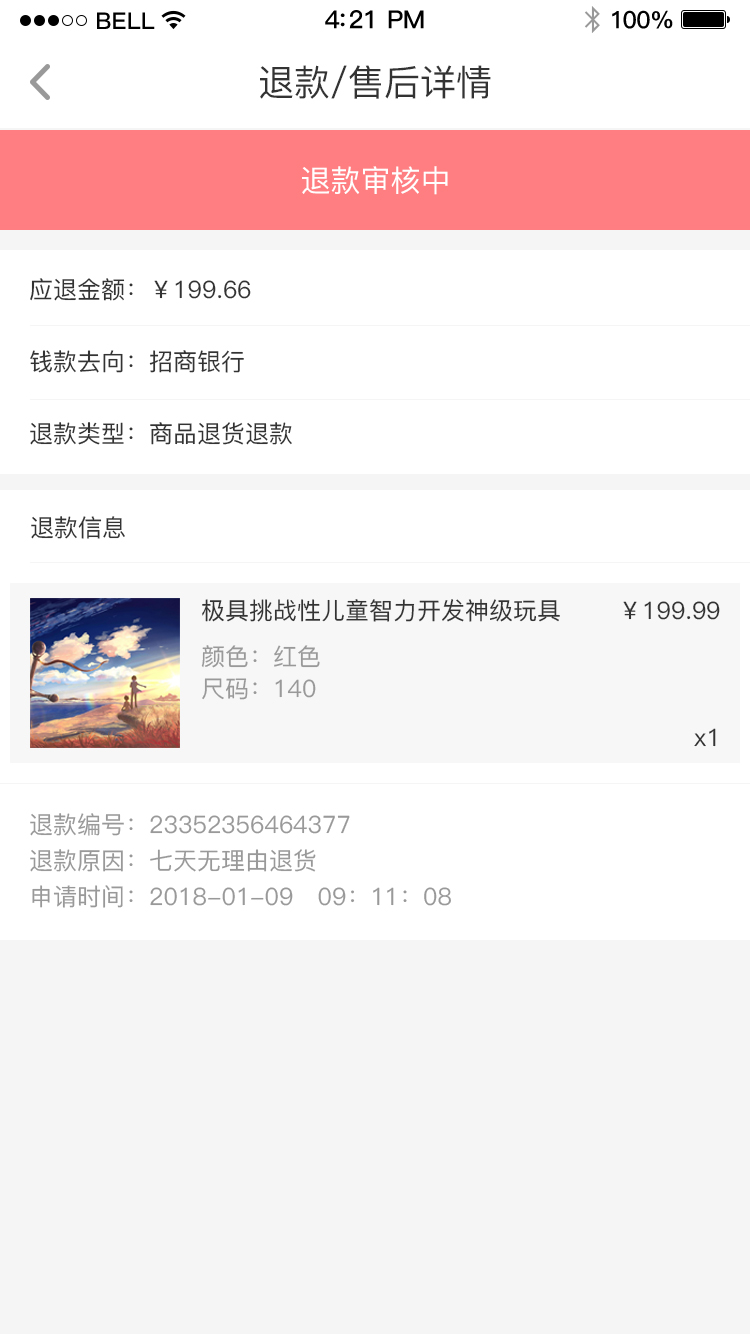 BELL 4:21 PM 100%
退款/售后详情
退款审核中
应退金额：￥199.66
钱款去向：招商银行
退款类型：商品退货退款
退款信息
极具挑战性儿童智力开发神级玩具 ￥199.99
颜色：红色
尺码：140
x1
退款编号：23352356464377
退款原因：七天无理由退货
申请时间：2018-01-09 09：11：08